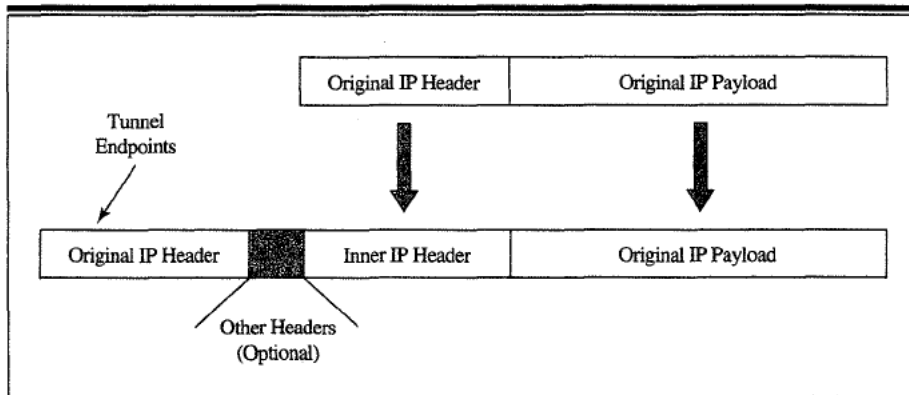 Original IP Header Original IP Payload
Tunnel
Endpoints
Original IP Header Inner IP Header Original IP Payload
Other Headers
(Optional)